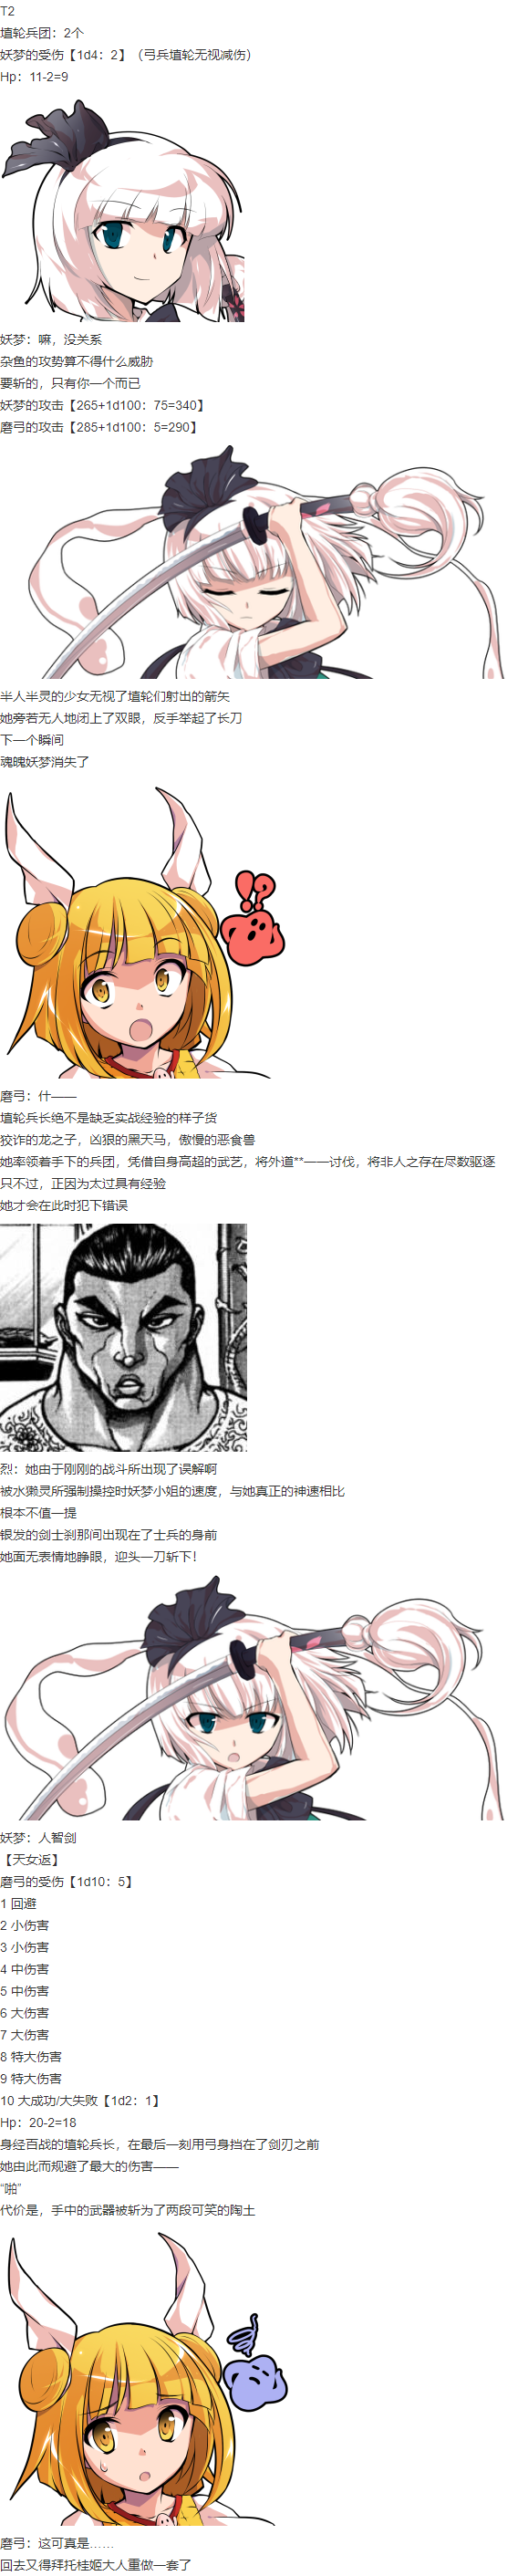 T2
埴轮兵团：2个
妖梦的受伤【1d4：2】（弓兵埴轮无视减伤）
Hp：11-2=9
妖梦：嘛，没关系
杂鱼的攻势算不得什么威胁
要斩的，只有你一个而已
妖梦的攻击【265+1d100：75=340】
磨弓的攻击【285+1d100：5=290】
半人半灵的少女无视了埴轮们射出的箭矢
她旁若无人地闭上了双眼，反手举起了长刀
下一个瞬间
魂魄妖梦消失了
!?
磨弓：什——
埴轮兵长绝不是缺乏实战经验的样子货
狡诈的龙之子，凶狠的黑天马，傲慢的恶食兽
她率领着手下的兵团，凭借自身高超的武艺，将外道**一一讨伐，将非人之存在尽数驱逐
只不过，正因为太过具有经验
她才会在此时犯下错误
烈：她由于刚刚的战斗所出现了误解啊
被水獭灵所强制操控时妖梦小姐的速度，与她真正的神速相比
根本不值一提
银发的剑士刹那间出现在了士兵的身前
她面无表情地睁眼，迎头一刀斩下！
妖梦：人智剑
【天女返】
磨弓的受伤【1d10：5】
1 回避
2 小伤害
3 小伤害
4 中伤害
5 中伤害
6 大伤害
7 大伤害
8 特大伤害
9 特大伤害
10 大成功/大失败【1d2：1】
Hp：20-2=18
身经百战的埴轮兵长，在最后一刻用弓身挡在了剑刃之前
她由此而规避了最大的伤害——
“啪”
代价是，手中的武器被斩为了两段可笑的陶土
磨弓：这可真是……
回去又得拜托桂姬大人重做一套了